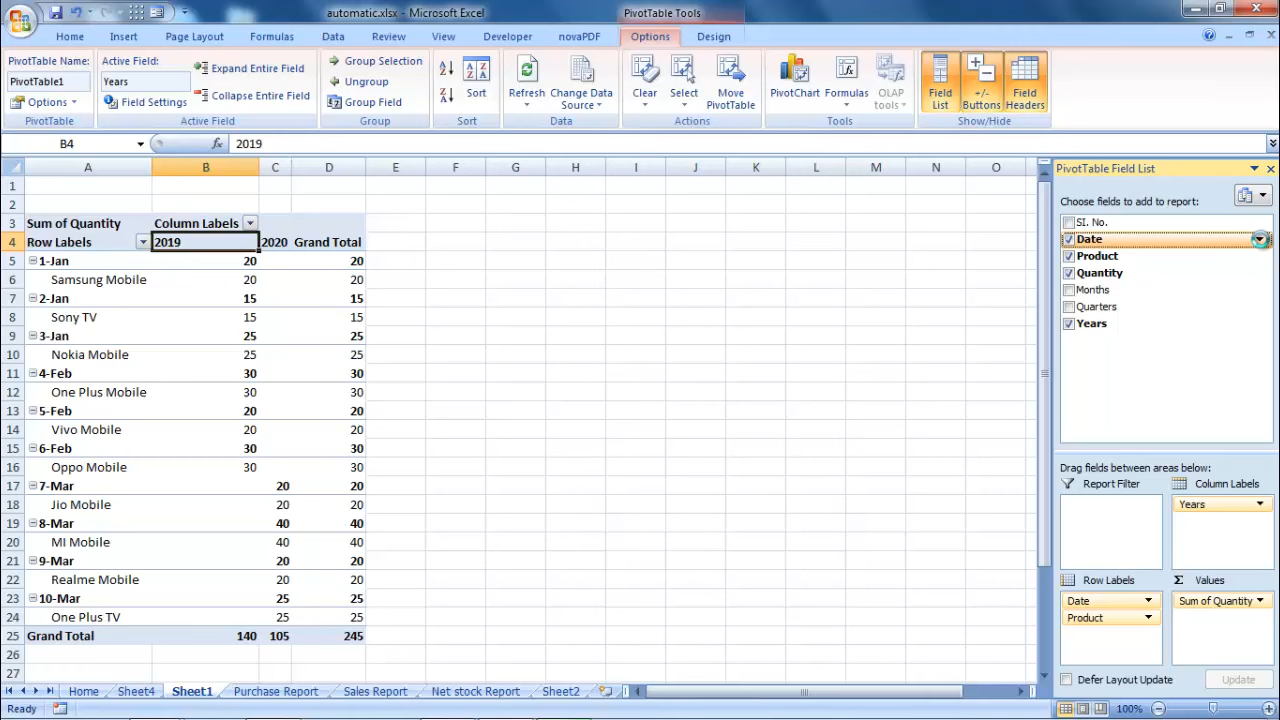 automatic.xlsx - Microsoft Excel
PivotTable Tools
Home Insert Page Layout Formulas Data Review View Developer novaPDF Options Design
PivotTable Name:
PivotTable1
Options
PivotTable
Active Field:
Years
Field Settings
Expand Entire Field
Collapse Entire Field
Active Field
Group Selection
Ungroup
Group Field
Group
Sort
Sort
Refresh
Change Data
Source
Data
Clear
Select
Move
PivotTable
Actions
PivotChart
Formulas
OLAP
tools
Tools
Field
List
+/-
Buttons
Field
Headers
Show/Hide
B4 fx 2019
A B C D E F G H I J K L M N O
1
2
3 Sum of Quantity Column Labels
4 Row Labels 2019 2020 Grand Total
5 1-Jan 20 20
6 Samsung Mobile 20 20
7 2-Jan 15 15
8 Sony TV 15 15
9 3-Jan 25 25
10 Nokia Mobile 25 25
11 4-Feb 30 30
12 One Plus Mobile 30 30
13 5-Feb 20 20
14 Vivo Mobile 20 20
15 6-Feb 30 30
16 Oppo Mobile 30 30
17 7-Mar 20 20
18 Jio Mobile 20 20
19 8-Mar 40 40
20 MI Mobile 40 40
21 9-Mar 20 20
22 Realme Mobile 20 20
23 10-Mar 25 25
24 One Plus TV 25 25
25 Grand Total 140 105 245
26
27
PivotTable Field List
Choose fields to add to report:
SI. No.
Date
Product
Quantity
Months
Quarters
Years
Drag fields between areas below:
Report Filter Column Labels
Years
Row Labels Σ Values
Date Sum of Quantity
Product
Defer Layout Update Update
Home Sheet4 Sheet1 Purchase Report Sales Report Net stock Report Sheet2
Ready 100%